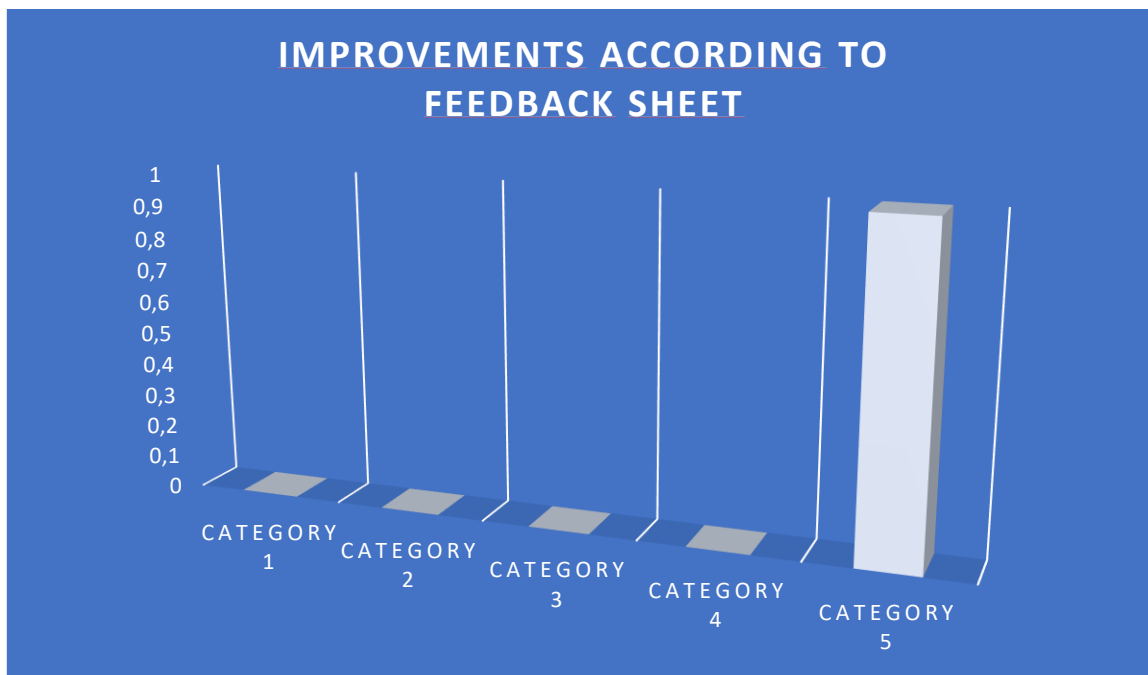 IMPROVEMENTS ACCORDING TO
FEEDBACK SHEET
1
0,9
0,8
0,7
0,6
0,5
0,4
0,3
0,2
0,1
0
CATEGORY
1
CATEGORY
2
CATEGORY
3
CATEGORY
4
CATEGORY
5